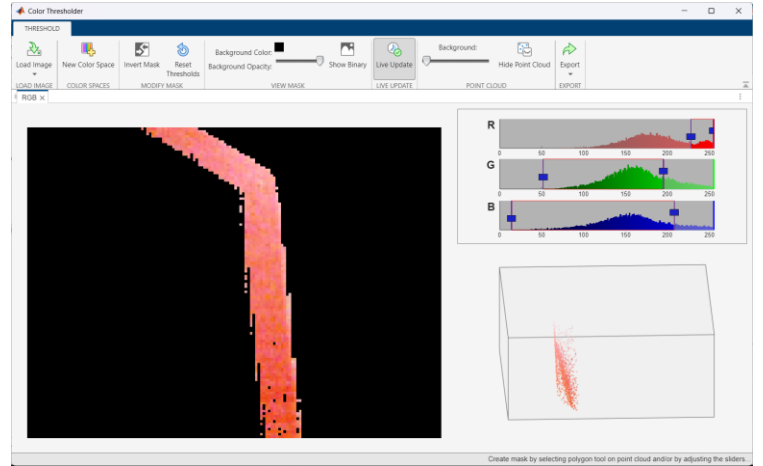 Color Thresholder
THRESHOLD
Load Image
New Color Space
Invert Mask
Reset
Thresholds
Background Color:
Background Opacity:
Show Binary
Live Update
Background:
Hide Point Cloud
Export
LOAD IMAGE
COLOR SPACES
MODIFY MASK
VIEW MASK
LIVE UPDATE
POINT CLOUD
EXPORT
RGB
R
0 50 100 150 200 250
G
0 50 100 150 200 250
B
0 50 100 150 200 250
Create mask by selecting polygon tool on point cloud and/or by adjusting the sliders...